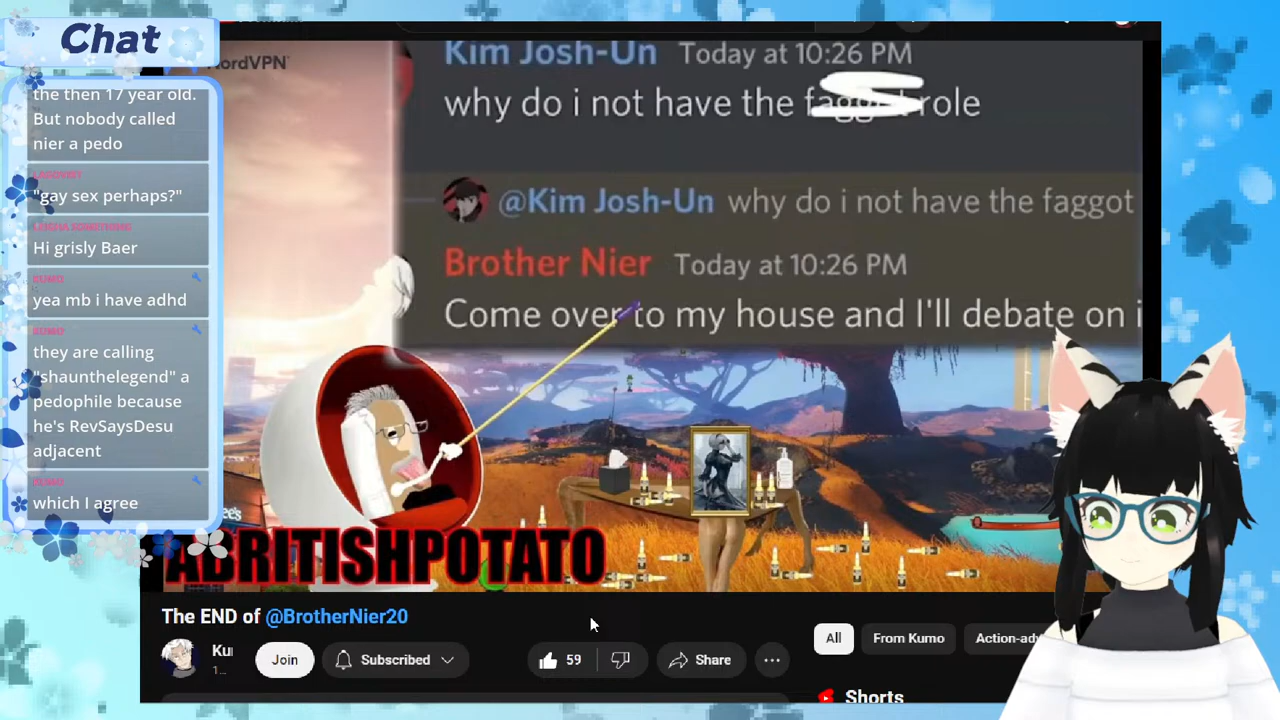 Chat
the then 17 year old.
But nobody called
nier a pedo
"gay sex perhaps?"
Hi grisly Baer
yea mb i have adhd
they are calling
"shaunthelegend" a
pedophile because
he's RevSaysDesu
adjacent
which I agree
NordVPN
Kim Josh-Un Today at 10:26 PM
why do i not have the role
@Kim Josh-Un why do i not have the faggot
Brother Nier Today at 10:26 PM
Come over to my house and I'll debate on i
ABRITISHPOTATO
The END of @BrotherNier20
Join
Subscribed
59
Share
All
From Kumo
Shorts